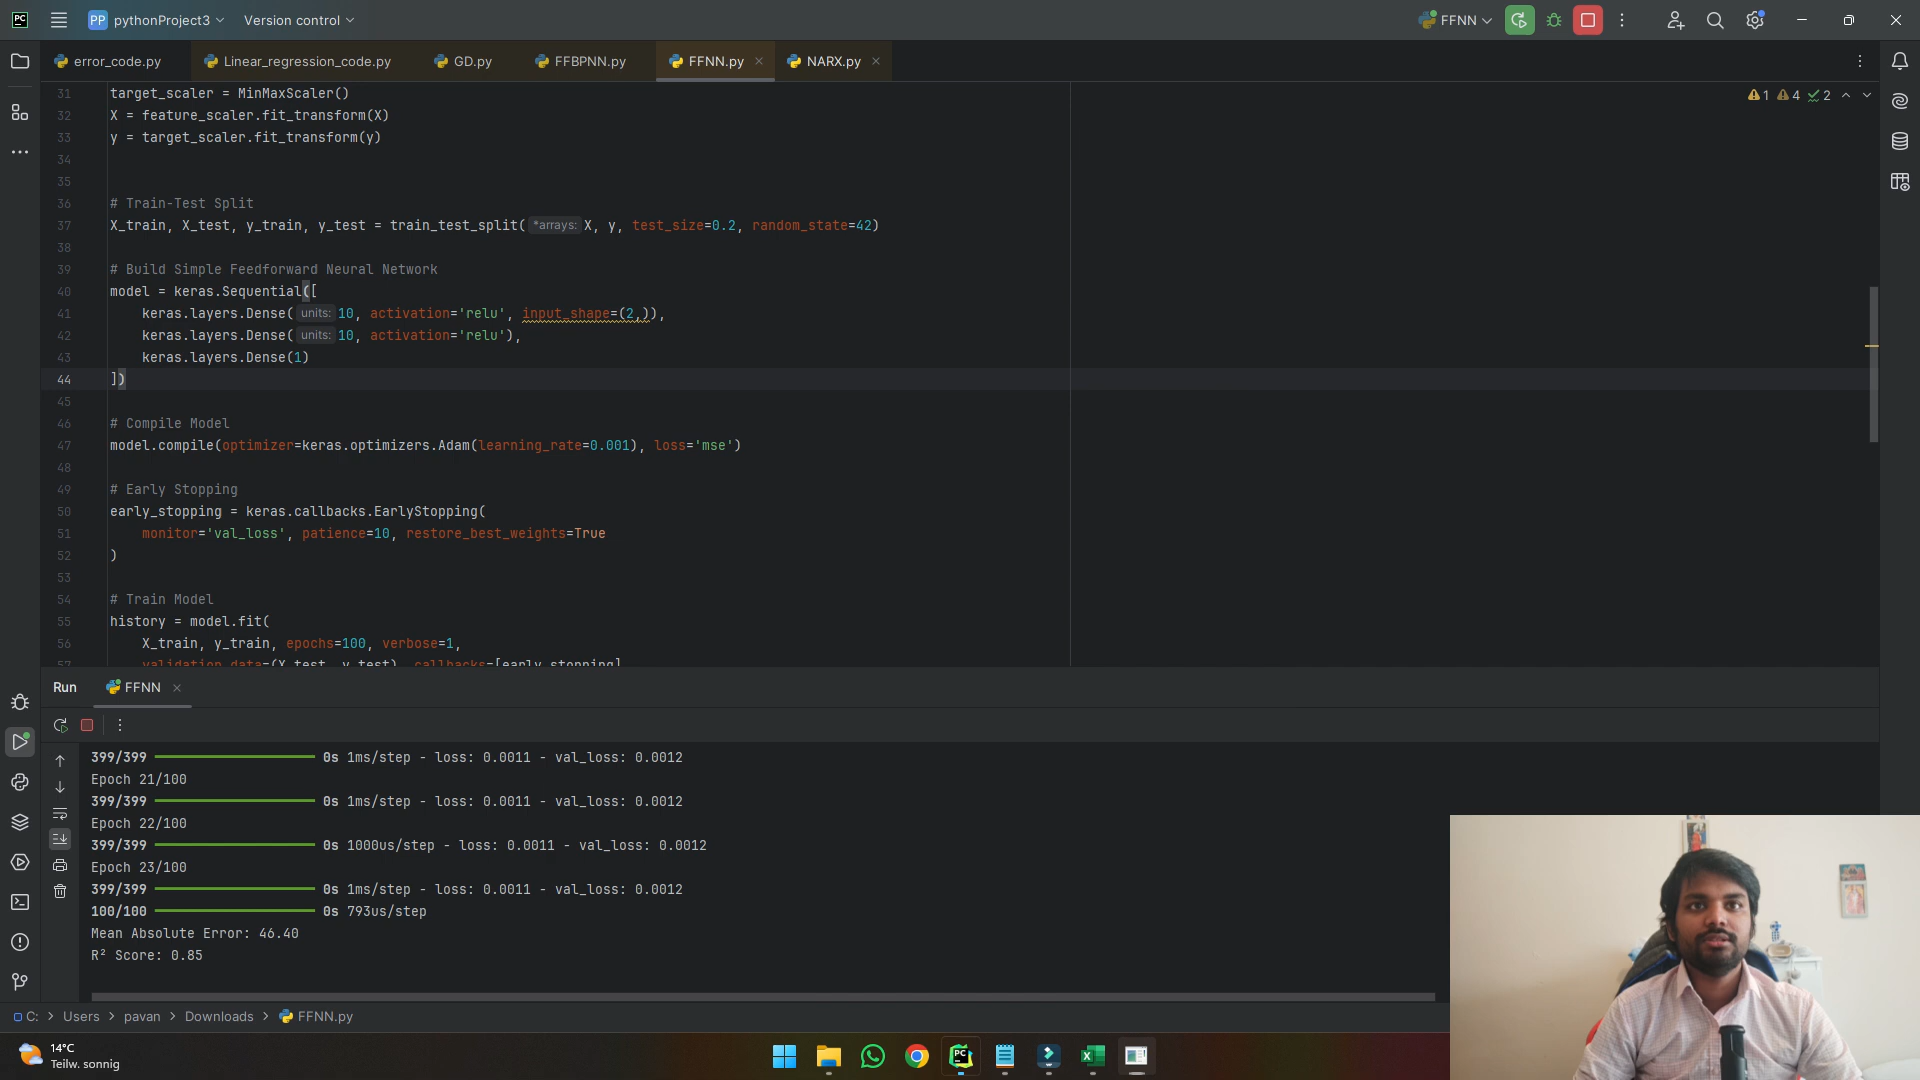 PC PP pythonProject3 Version control FFNN
error_code.py Linear_regression_code.py GD.py FFBPNN.py FFNN.py NARX.py
1 4 2
31 target_scaler = MinMaxScaler()
32 X = feature_scaler.fit_transform(X)
33 y = target_scaler.fit_transform(y)
34
35
36 # Train-Test Split
37 X_train, X_test, y_train, y_test = train_test_split( *arrays: X, y, test_size=0.2, random_state=42)
38
39 # Build Simple Feedforward Neural Network
40 model = keras.Sequential([
41 keras.layers.Dense( units: 10, activation='relu', input_shape=(2,)),
42 keras.layers.Dense( units: 10, activation='relu'),
43 keras.layers.Dense(1)
44 ])
45
46 # Compile Model
47 model.compile(optimizer=keras.optimizers.Adam(learning_rate=0.001), loss='mse')
48
49 # Early Stopping
50 early_stopping = keras.callbacks.EarlyStopping(
51 monitor='val_loss', patience=10, restore_best_weights=True
52 )
53
54 # Train Model
55 history = model.fit(
56 X_train, y_train, epochs=100, verbose=1,
57 validation_data=(X_test, y_test), callbacks=[early_stopping]
Run FFNN
399/399 0s 1ms/step - loss: 0.0011 - val_loss: 0.0012
Epoch 21/100
399/399 0s 1ms/step - loss: 0.0011 - val_loss: 0.0012
Epoch 22/100
399/399 0s 1000us/step - loss: 0.0011 - val_loss: 0.0012
Epoch 23/100
399/399 0s 1ms/step - loss: 0.0011 - val_loss: 0.0012
100/100 0s 793us/step
Mean Absolute Error: 46.40
R² Score: 0.85
C: > Users > pavan > Downloads > FFNN.py
14°C
Teilw. sonnig
PC